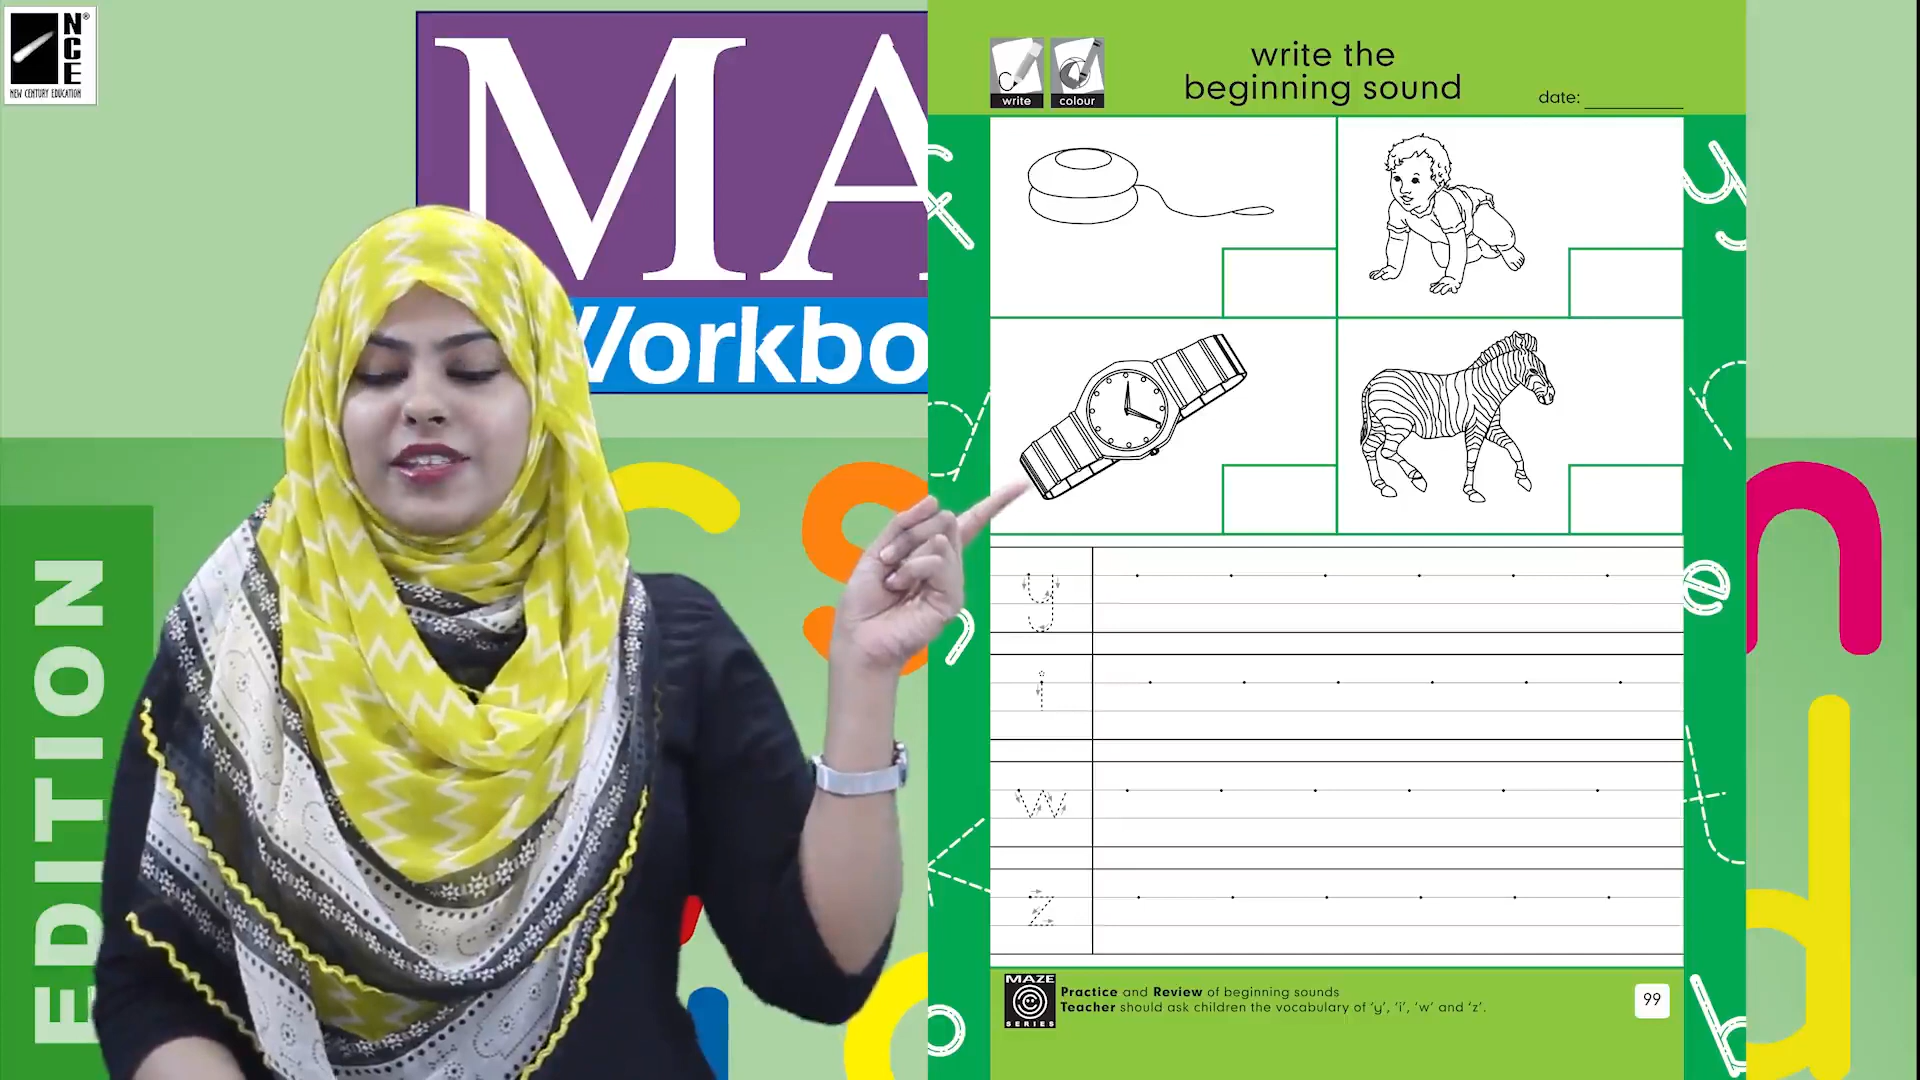 NCE®
NEW CENTURY EDUCATION
MA
Workbo
EDITION
write
colour
write the
beginning sound
date:
y
i
w
z
MAZE
SERIES
Practice and Review of beginning sounds
Teacher should ask children the vocabulary of 'y', 'i', 'w' and 'z'.
99